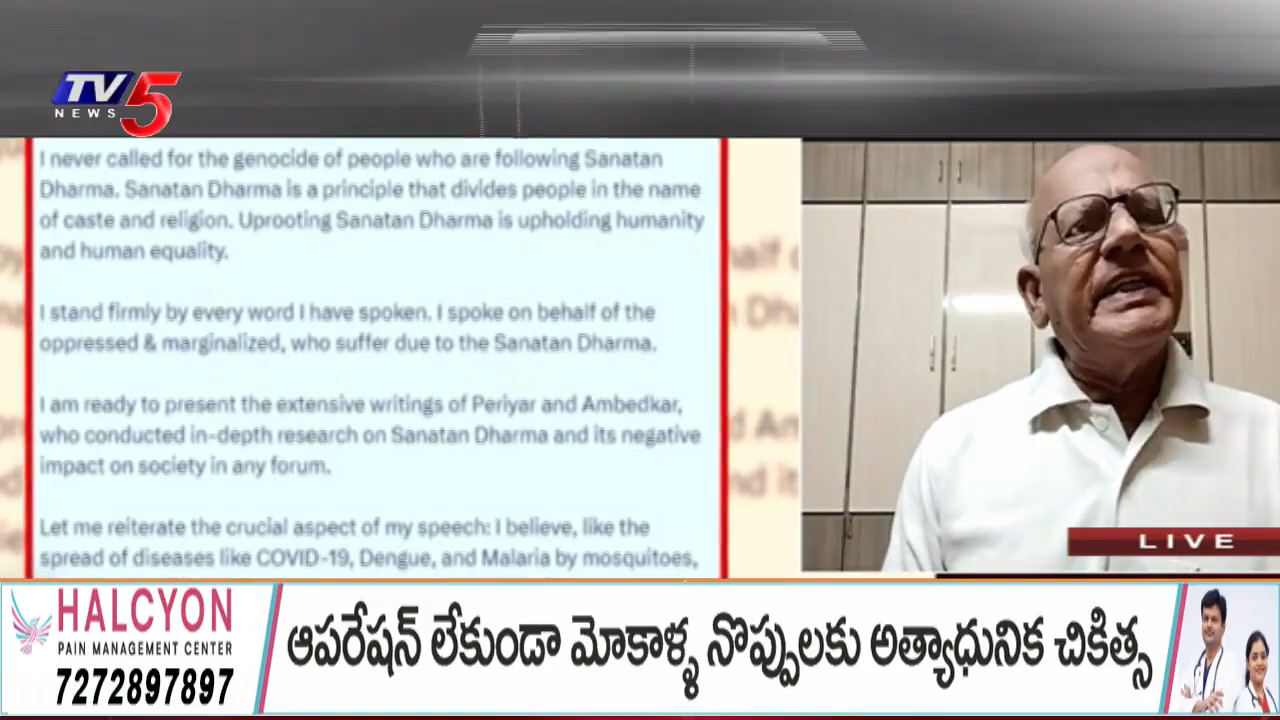 TV5
NEWS
I never called for the genocide of people who are following Sanatan
Dharma. Sanatan Dharma is a principle that divides people in the name
of caste and religion. Uprooting Sanatan Dharma is upholding humanity
and human equality.
I stand firmly by every word I have spoken. I spoke on behalf of the
oppressed & marginalized, who suffer due to the Sanatan Dharma.
I am ready to present the extensive writings of Periyar and Ambedkar,
who conducted in-depth research on Sanatan Dharma and its negative
impact on society in any forum.
Let me reiterate the crucial aspect of my speech: I believe, like the
spread of diseases like COVID-19, Dengue, and Malaria by mosquitoes,
LIVE
HALCYON
PAIN MANAGEMENT CENTER
7272897897
ఆపరేషన్ లేకుండా మోకాళ్ళ నొప్పులకు అత్యాధునిక చికిత్స